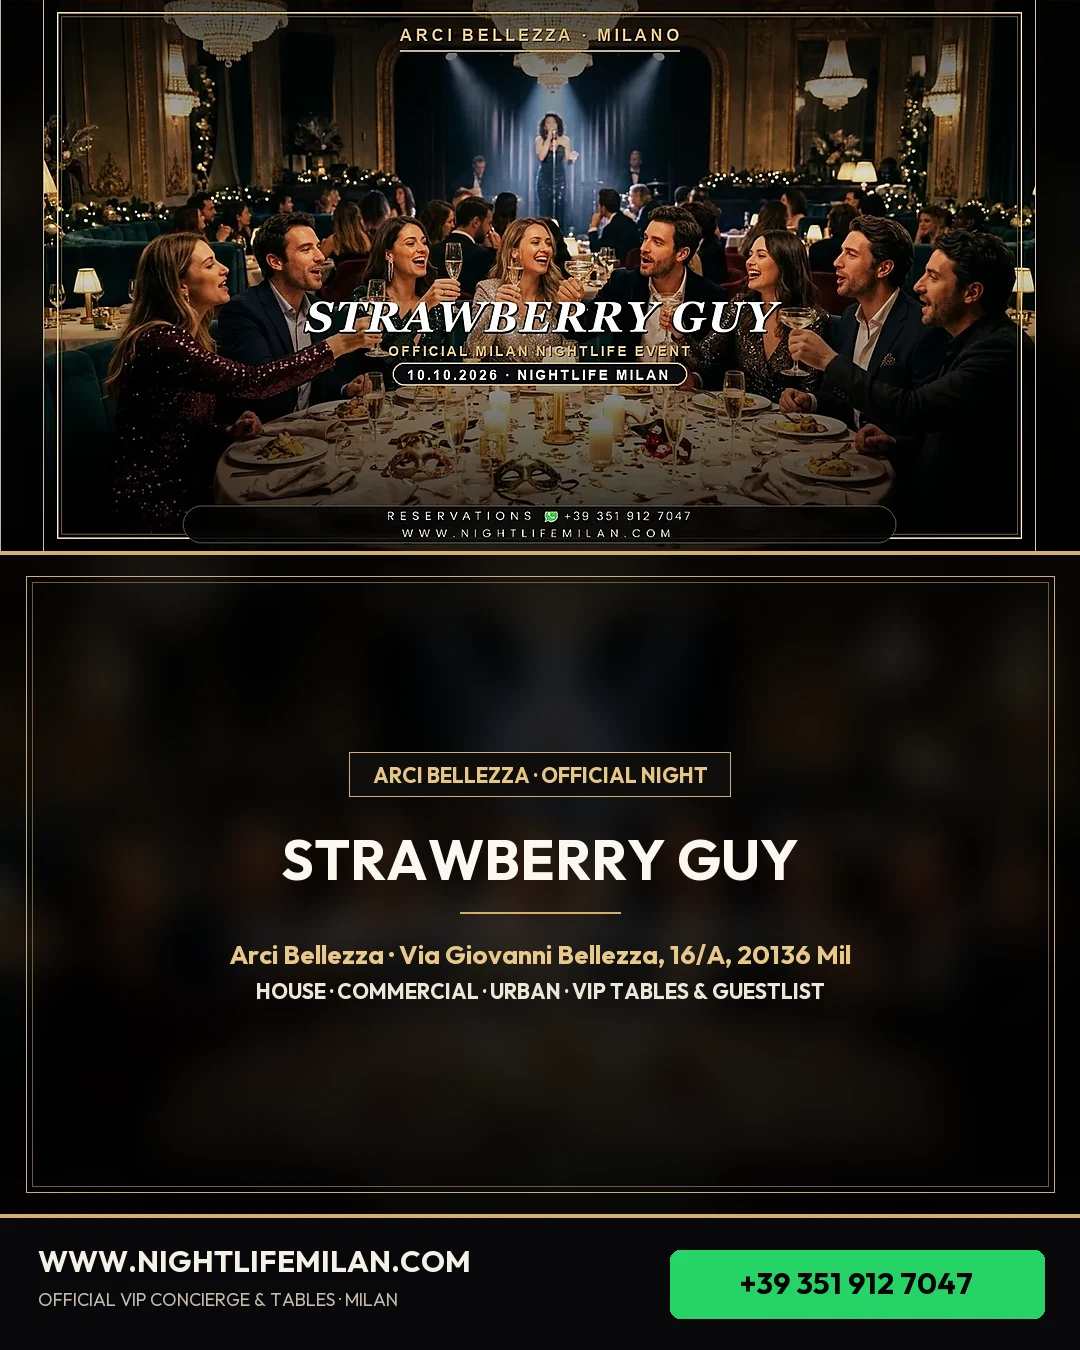 ARCI BELLEZZA · MILANO
STRAWBERRY GUY
OFFICIAL MILAN NIGHTLIFE EVENT
10.10.2026 · NIGHTLIFE MILAN
RESERVATIONS +39 351 912 7047
WWW.NIGHTLIFEMILAN.COM
ARCI BELLEZZA · OFFICIAL NIGHT
STRAWBERRY GUY
Arci Bellezza · Via Giovanni Bellezza, 16/A, 20136 Mil
HOUSE · COMMERCIAL · URBAN · VIP TABLES & GUESTLIST
WWW.NIGHTLIFEMILAN.COM
OFFICIAL VIP CONCIERGE & TABLES · MILAN
+39 351 912 7047